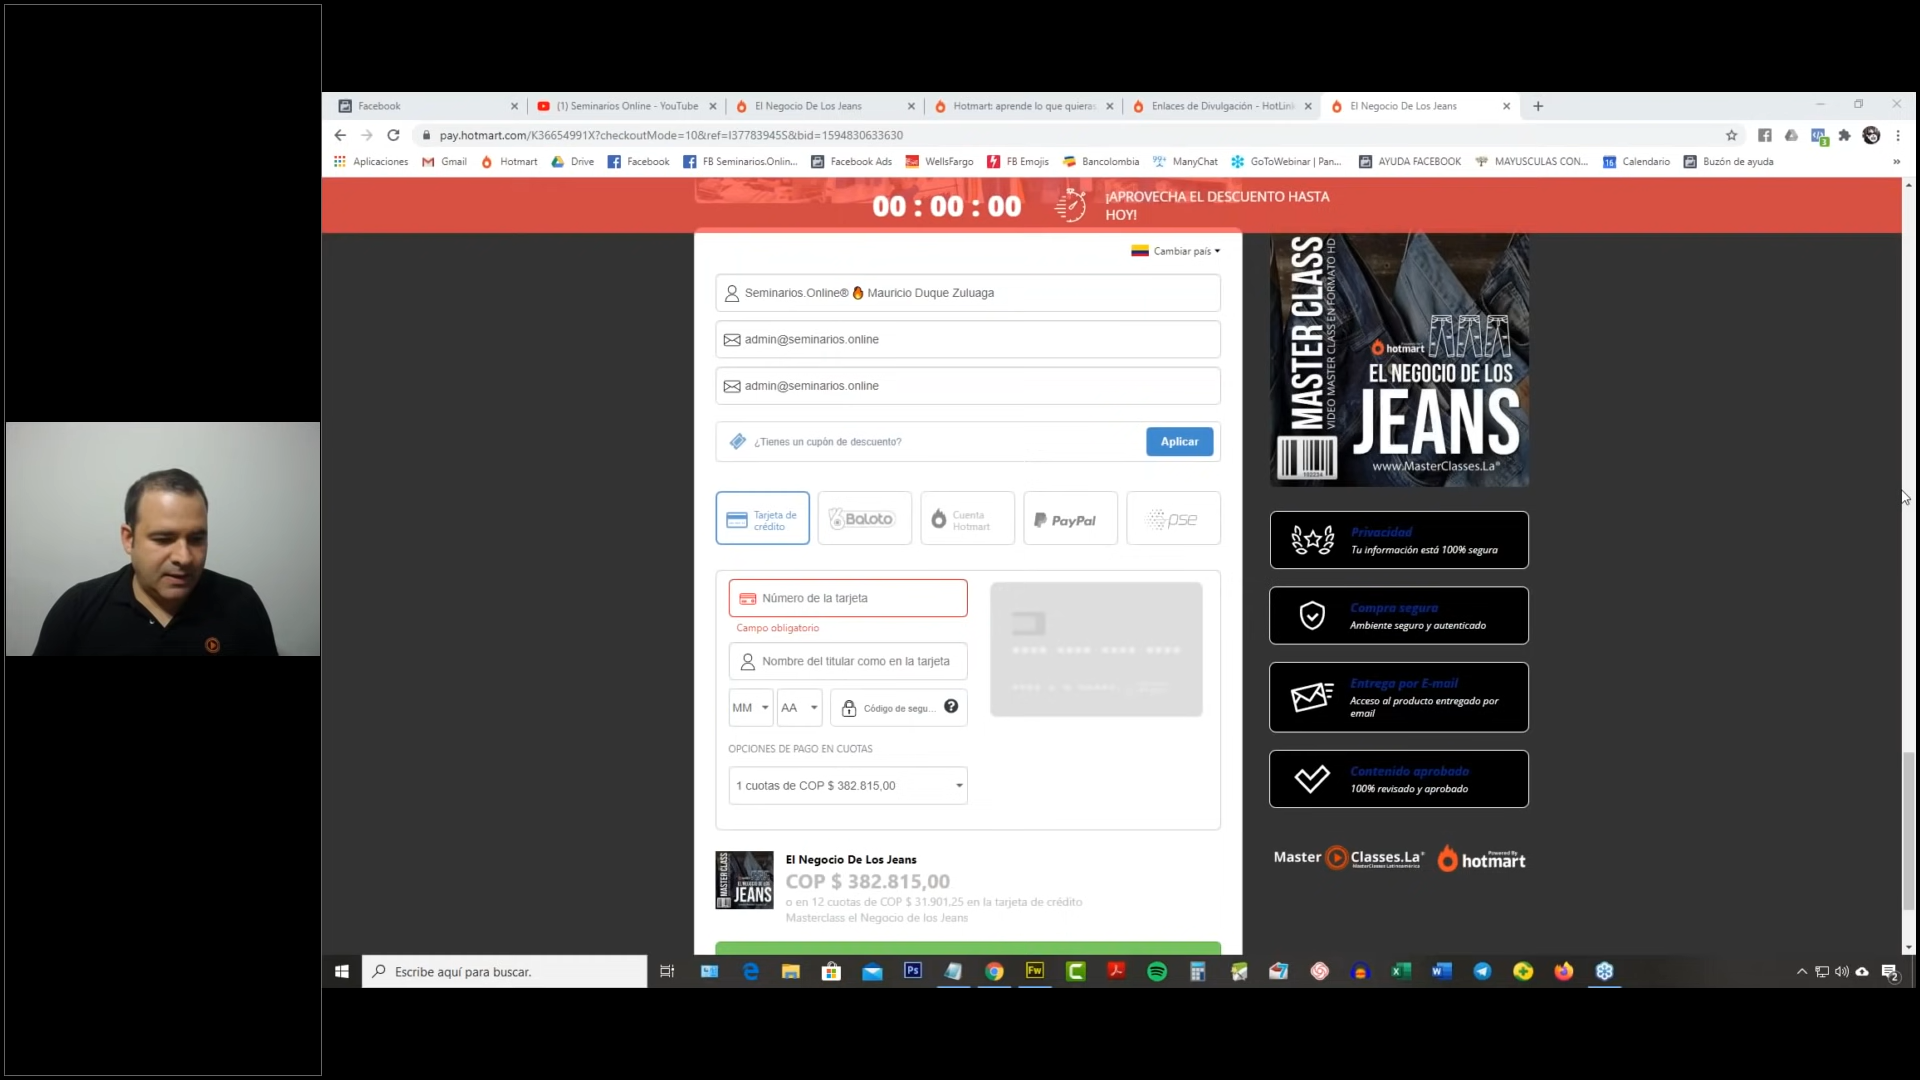 Facebook
(1) Seminarios Online - YouTube
El Negocio De Los Jeans
Hotmart: aprende lo que quieras
Enlaces de Divulgación - HotLink
El Negocio De Los Jeans
pay.hotmart.com/K36654991X?checkoutMode=10&ref=I37783945S&bid=1594830633630
Aplicaciones
Gmail
Hotmart
Drive
Facebook
FB Seminarios.Onlin...
Facebook Ads
WellsFargo
FB Emojis
Bancolombia
ManyChat
GoToWebinar | Pan...
AYUDA FACEBOOK
MAYUSCULAS CON...
Calendario
Buzón de ayuda
00 : 00 : 00
¡APROVECHA EL DESCUENTO HASTA
HOY!
Cambiar país
Seminarios.Online® 🔥 Mauricio Duque Zuluaga
admin@seminarios.online
admin@seminarios.online
¿Tienes un cupón de descuento?
Aplicar
Tarjeta de
crédito
Baloto
Cuenta
Hotmart
PayPal
pse
Número de la tarjeta
Campo obligatorio
Nombre del titular como en la tarjeta
MM
AA
Código de segu...
OPCIONES DE PAGO EN CUOTAS
1 cuotas de COP $ 382.815,00
El Negocio De Los Jeans
COP $ 382.815,00
o en 12 cuotas de COP $ 31.901,25 en la tarjeta de crédito
Masterclass el Negocio de los Jeans
MASTER CLASS
VIDEO MASTER CLASS EN FORMATO HD
hotmart
EL NEGOCIO DE LOS
JEANS
www.MasterClasses.La®
Privacidad
Tu información está 100% segura
Compra segura
Ambiente seguro y autenticado
Entrega por E-mail
Acceso al producto entregado por
email
Contenido aprobado
100% revisado y aprobado
Master Classes.La®
MasterClasses Latinoamerica
Powered By
hotmart
Escribe aquí para buscar.